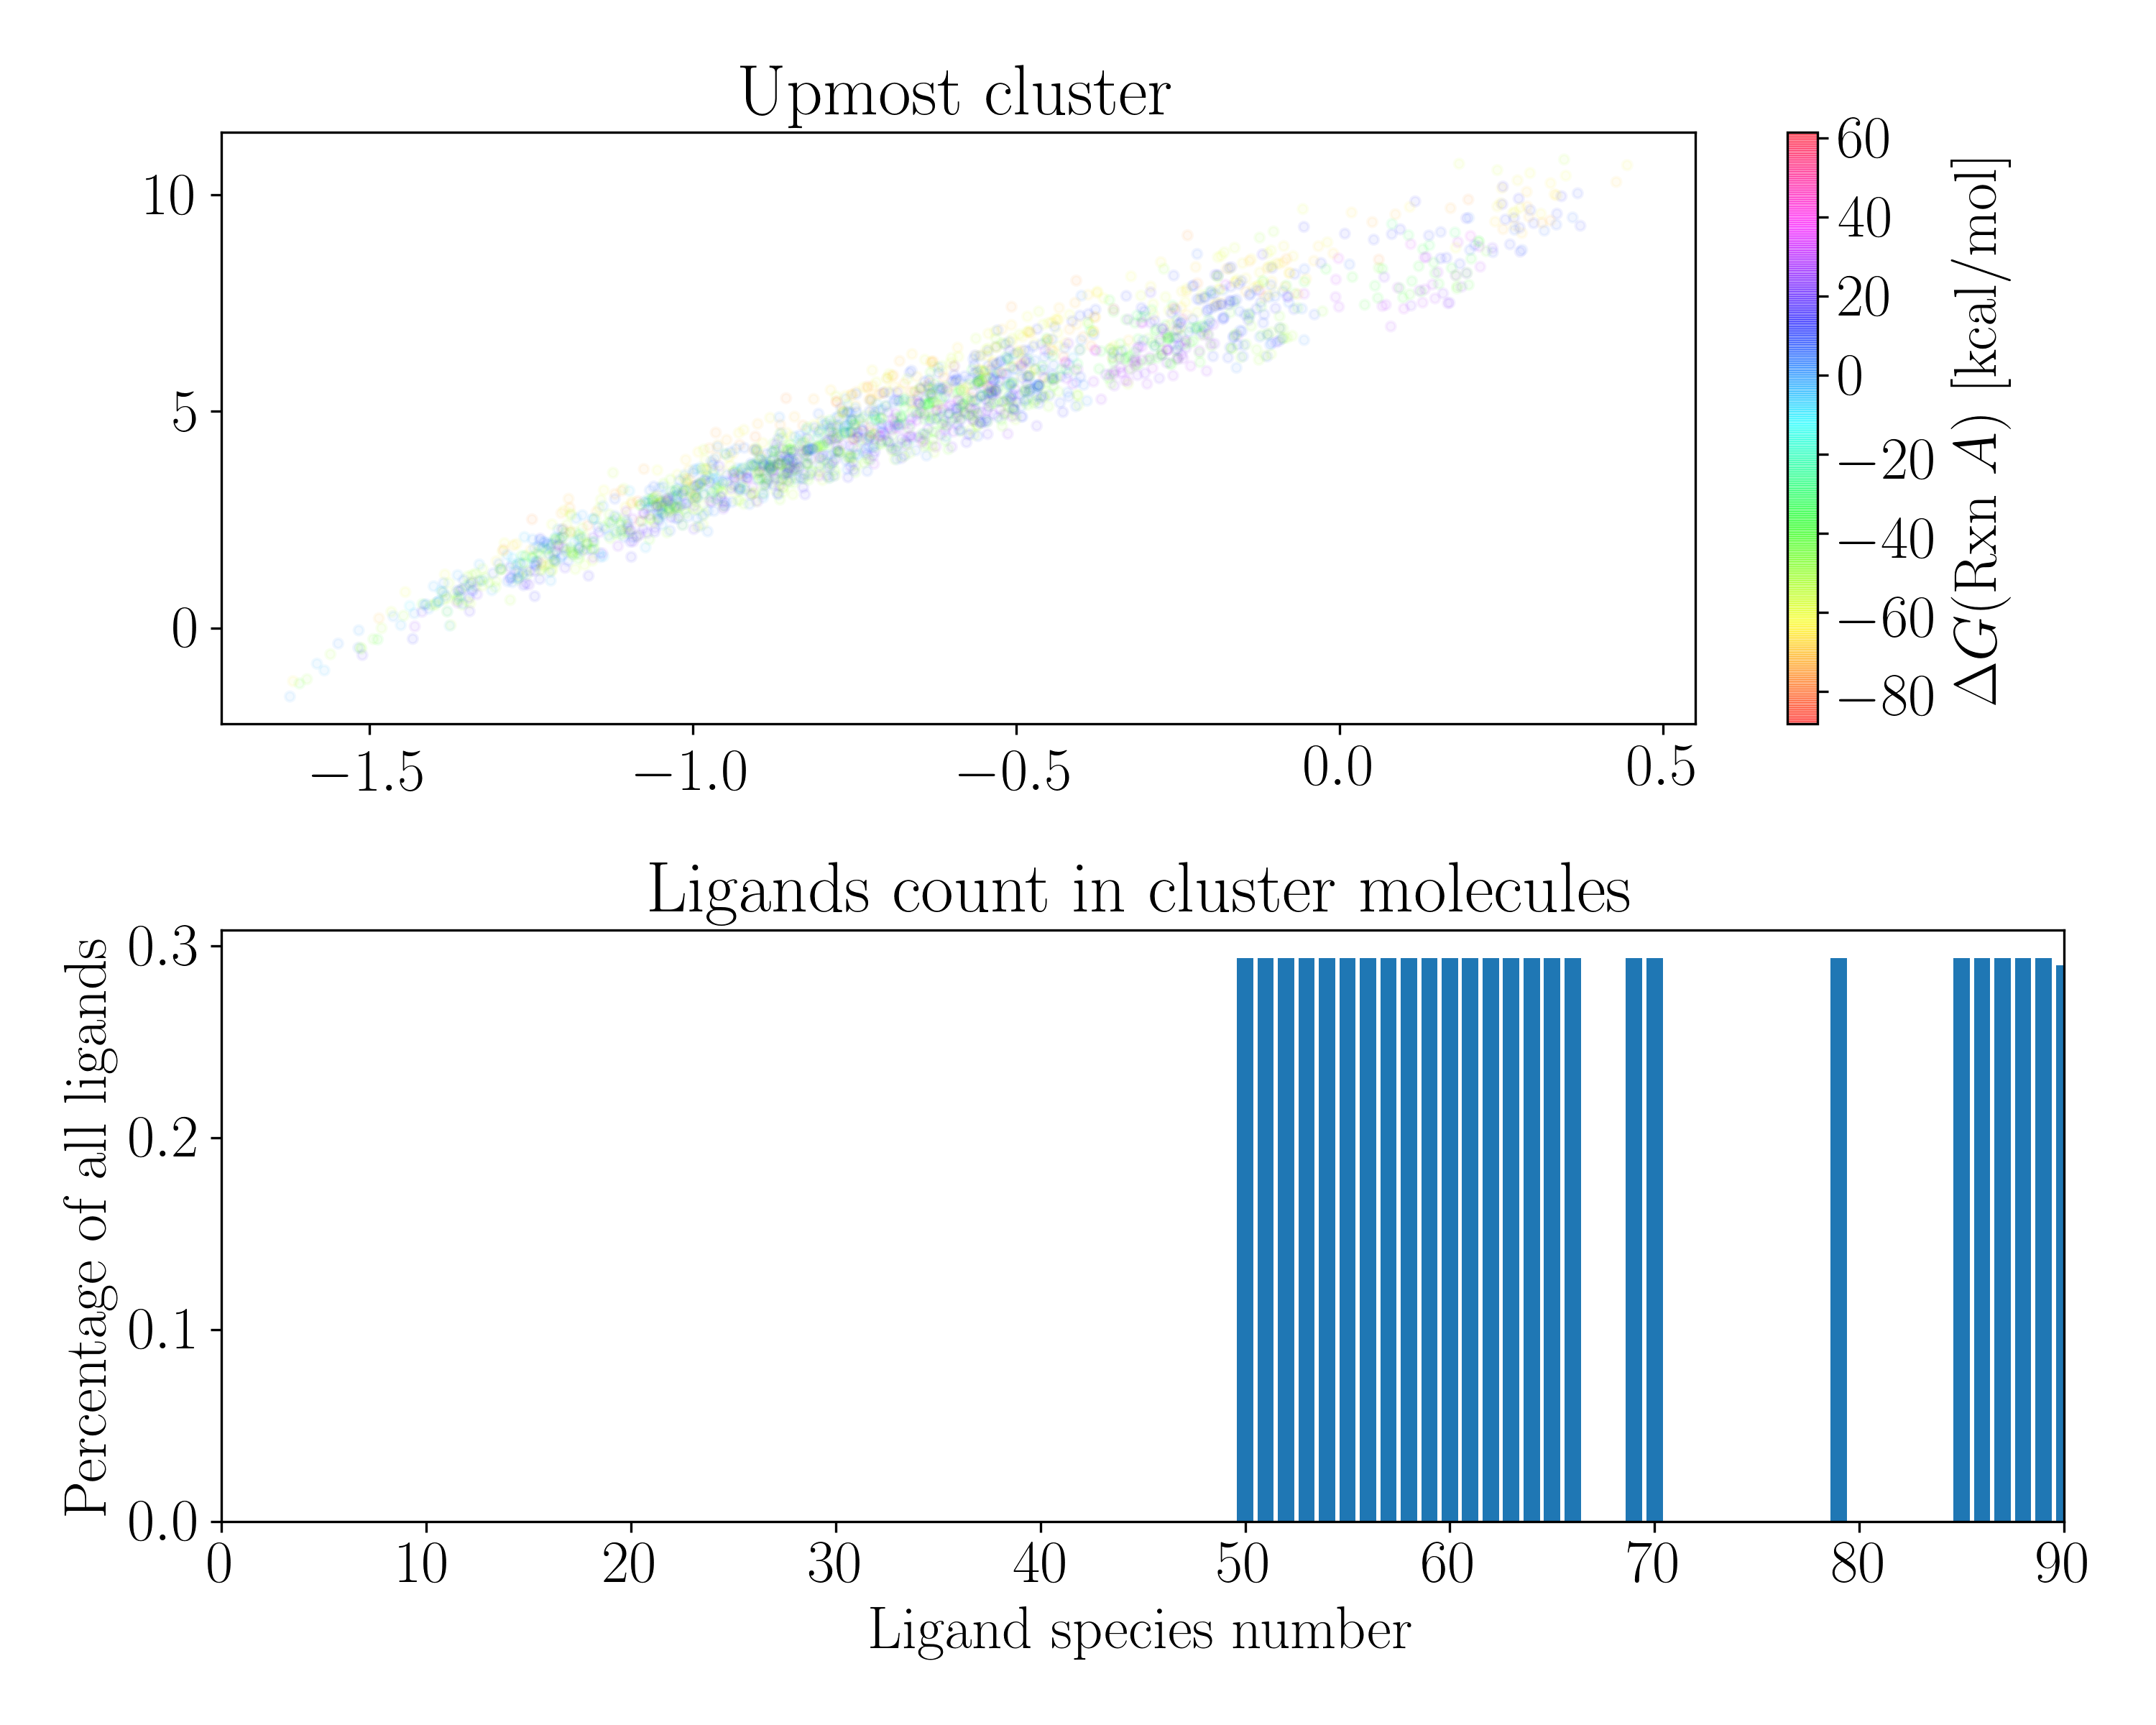 Upmost cluster
10
5
0
−1.5 −1.0 −0.5 0.0 0.5
60
40
20
0
−20
−40
−60
−80
ΔG(Rxn A) [kcal/mol]
Ligands count in cluster molecules
Percentage of all ligands
0.3
0.2
0.1
0.0
0 10 20 30 40 50 60 70 80 90
Ligand species number